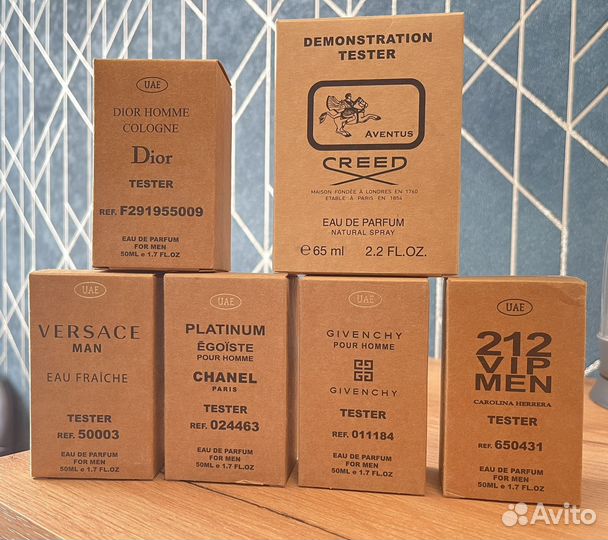 UAE
DIOR HOMME
COLOGNE
Dior
TESTER
REF. F291955009
EAU DE PARFUM
FOR MEN
50ML e 1.7 FL.OZ
DEMONSTRATION
TESTER
AVENTUS
CREED
MAISON FONDÉE À LONDRES EN 1760
ÉTABLIE À PARIS EN 1854
EAU DE PARFUM
NATURAL SPRAY
e 65 ml 2.2 FL.OZ.
UAE
VERSACE
MAN
EAU FRAÎCHE
TESTER
REF. 50003
EAU DE PARFUM
FOR MEN
50ML e 1.7 FL.OZ
UAE
PLATINUM
ÉGOÏSTE
POUR HOMME
CHANEL
PARIS
TESTER
REF. 024463
EAU DE PARFUM
FOR MEN
50ML e 1.7 FL.OZ
UAE
GIVENCHY
POUR HOMME
GIVENCHY
TESTER
REF. 011184
EAU DE PARFUM
FOR MEN
50ML e 1.7 FL.OZ
UAE
212
VIP
MEN
CAROLINA HERRERA
TESTER
REF. 650431
EAU DE PARFUM
FOR MEN
50ML e 1.7 FL.OZ
Avito